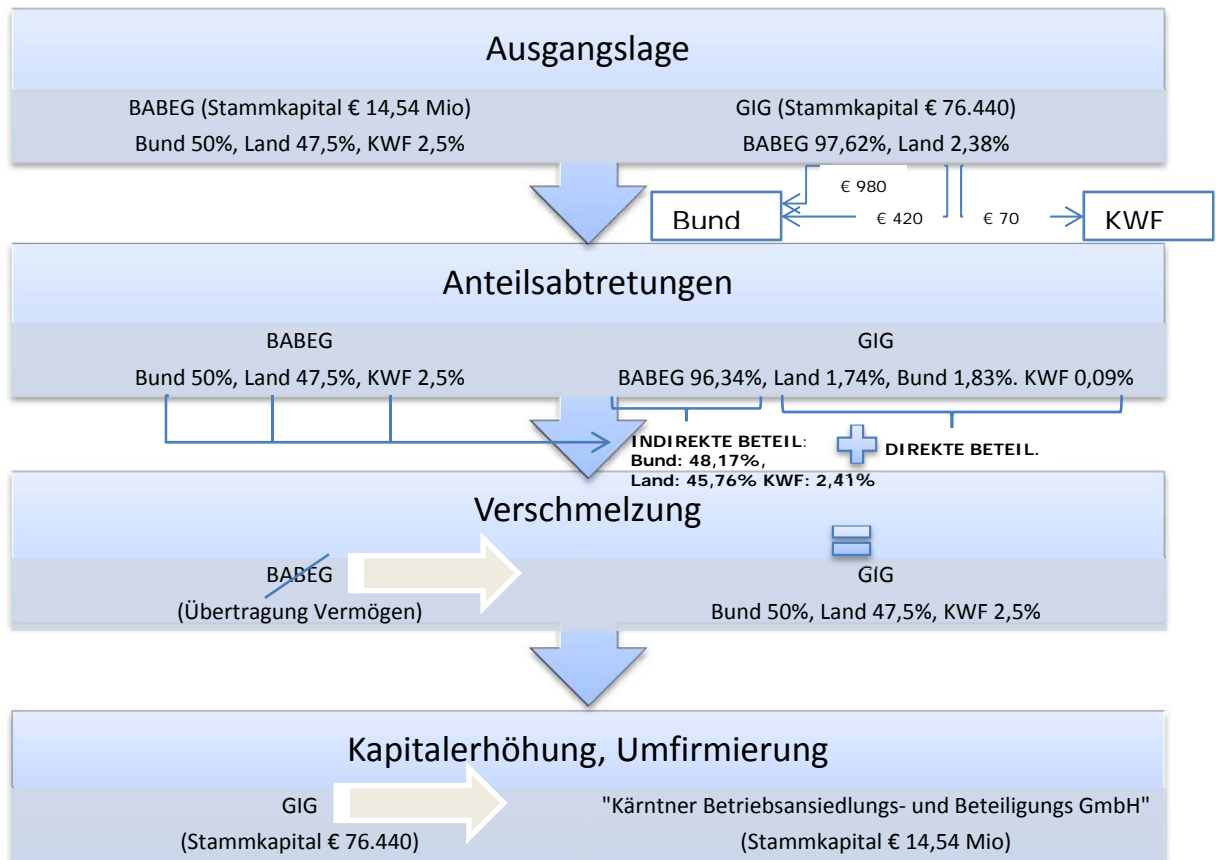 Ausgangslage
BABEG (Stammkapital € 14,54 Mio)
Bund 50%, Land 47,5%, KWF 2,5%
GIG (Stammkapital € 76.440)
BABEG 97,62%, Land 2,38%
€ 980
Bund
€ 420
€ 70
KWF
Anteilsabtretungen
BABEG
Bund 50%, Land 47,5%, KWF 2,5%
GIG
BABEG 96,34%, Land 1,74%, Bund 1,83%. KWF 0,09%
INDIREKTE BETEIL:
Bund: 48,17%,
Land: 45,76% KWF: 2,41%
DIREKTE BETEIL.
Verschmelzung
BABEG
(Übertragung Vermögen)
GIG
Bund 50%, Land 47,5%, KWF 2,5%
Kapitalerhöhung, Umfirmierung
GIG
(Stammkapital € 76.440)
"Kärntner Betriebsansiedlungs- und Beteiligungs GmbH"
(Stammkapital € 14,54 Mio)